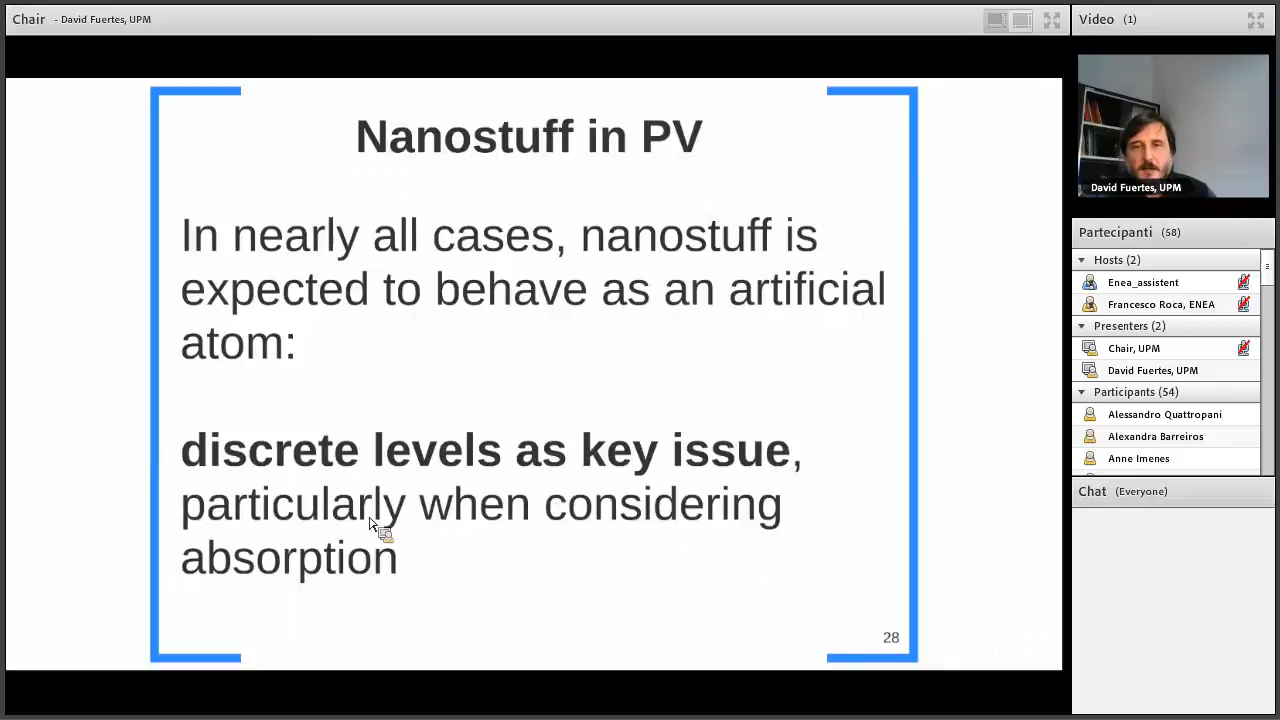 Chair - David Fuertes, UPM
Nanostuff in PV
In nearly all cases, nanostuff is
expected to behave as an artificial
atom:
discrete levels as key issue,
particularly when considering
absorption
28
Video (1)
David Fuertes, UPM
Partecipanti (58)
Hosts (2)
Enea_assistent
Francesco Roca, ENEA
Presenters (2)
Chair, UPM
David Fuertes, UPM
Participants (54)
Alessandro Quattropani
Alexandra Barreiros
Anne Imenes
Chat (Everyone)